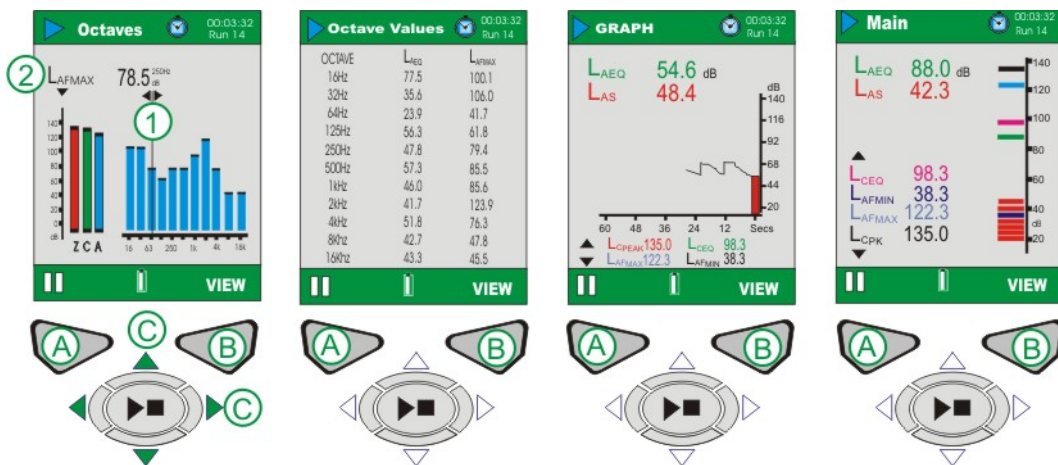 Octaves
00:03:32
Run 14
2
LAFMAX 78.5 250Hz dB
1
140
120
100
80
60
40
20
0
dB
Z C A
16 63 250 1k 4k 16k
VIEW
A
B
C
C
Octave Values
00:03:32
Run 14
OCTAVE LAEQ LAFMAX
16Hz 77.5 100.1
32Hz 35.6 106.0
64Hz 23.9 41.7
125Hz 56.3 61.8
250Hz 47.8 79.4
500Hz 57.3 85.5
1kHz 46.0 85.6
2kHz 41.7 123.9
4kHz 51.8 76.3
8Khz 42.7 47.8
16Khz 43.3 45.5
VIEW
A
B
GRAPH
00:03:32
Run 14
LAEQ 54.6 dB
LAS 48.4
dB
140
116
92
68
44
20
60 48 36 24 12 Secs
LCPEAK 135.0 LCEQ 98.3
LAFMAX 122.3 LAFMIN 38.3
VIEW
A
B
Main
00:03:32
Run 14
LAEQ 88.0 dB
LAS 42.3
140
120
80
60
40
dB
20
LCEQ 98.3
LAFMIN 38.3
LAFMAX 122.3
LCPK 135.0
VIEW
A
B